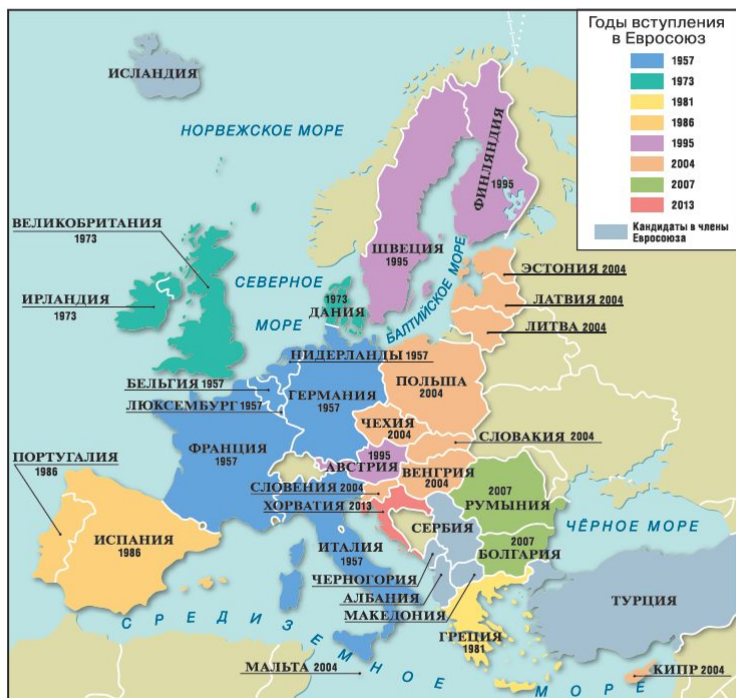 Годы вступления
в Евросоюз
1957
1973
1981
1986
1995
2004
2007
2013
Кандидаты в члены
Евросоюза
ИСЛАНДИЯ
НОРВЕЖСКОЕ МОРЕ
ФИНЛЯНДИЯ
1995
ВЕЛИКОБРИТАНИЯ
1973
ШВЕЦИЯ
1995
СЕВЕРНОЕ
МОРЕ
БАЛТИЙСКОЕ МОРЕ
ЭСТОНИЯ 2004
ИРЛАНДИЯ
1973
1973
ДАНИЯ
ЛАТВИЯ 2004
ЛИТВА 2004
НИДЕРЛАНДЫ 1957
БЕЛЬГИЯ 1957
ГЕРМАНИЯ
1957
ПОЛЬША
2004
ЛЮКСЕМБУРГ 1957
ЧЕХИЯ
2004
СЛОВАКИЯ 2004
ФРАНЦИЯ
1957
ПОРТУГАЛИЯ
1986
1995
АВСТРИЯ
ВЕНГРИЯ
2004
СЛОВЕНИЯ 2004
ХОРВАТИЯ 2013
2007
РУМЫНИЯ
ИСПАНИЯ
1986
СЕРБИЯ
ЧЁРНОЕ МОРЕ
ИТАЛИЯ
1957
2007
БОЛГАРИЯ
ЧЕРНОГОРИЯ
АЛБАНИЯ
МАКЕДОНИЯ
ТУРЦИЯ
СРЕДИЗЕМНОЕ МОРЕ
ГРЕЦИЯ
1981
МАЛЬТА 2004
КИПР 2004